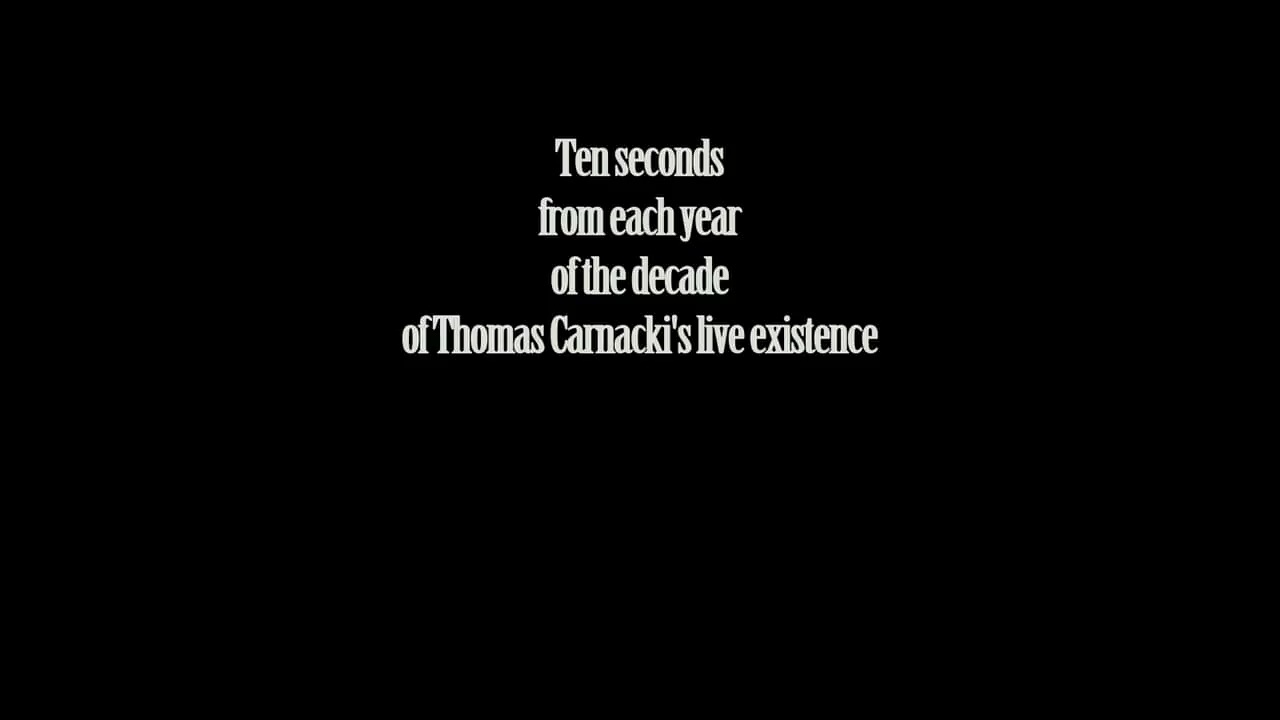 Ten seconds
from each year
of the decade
of Thomas Carnacki's live existence